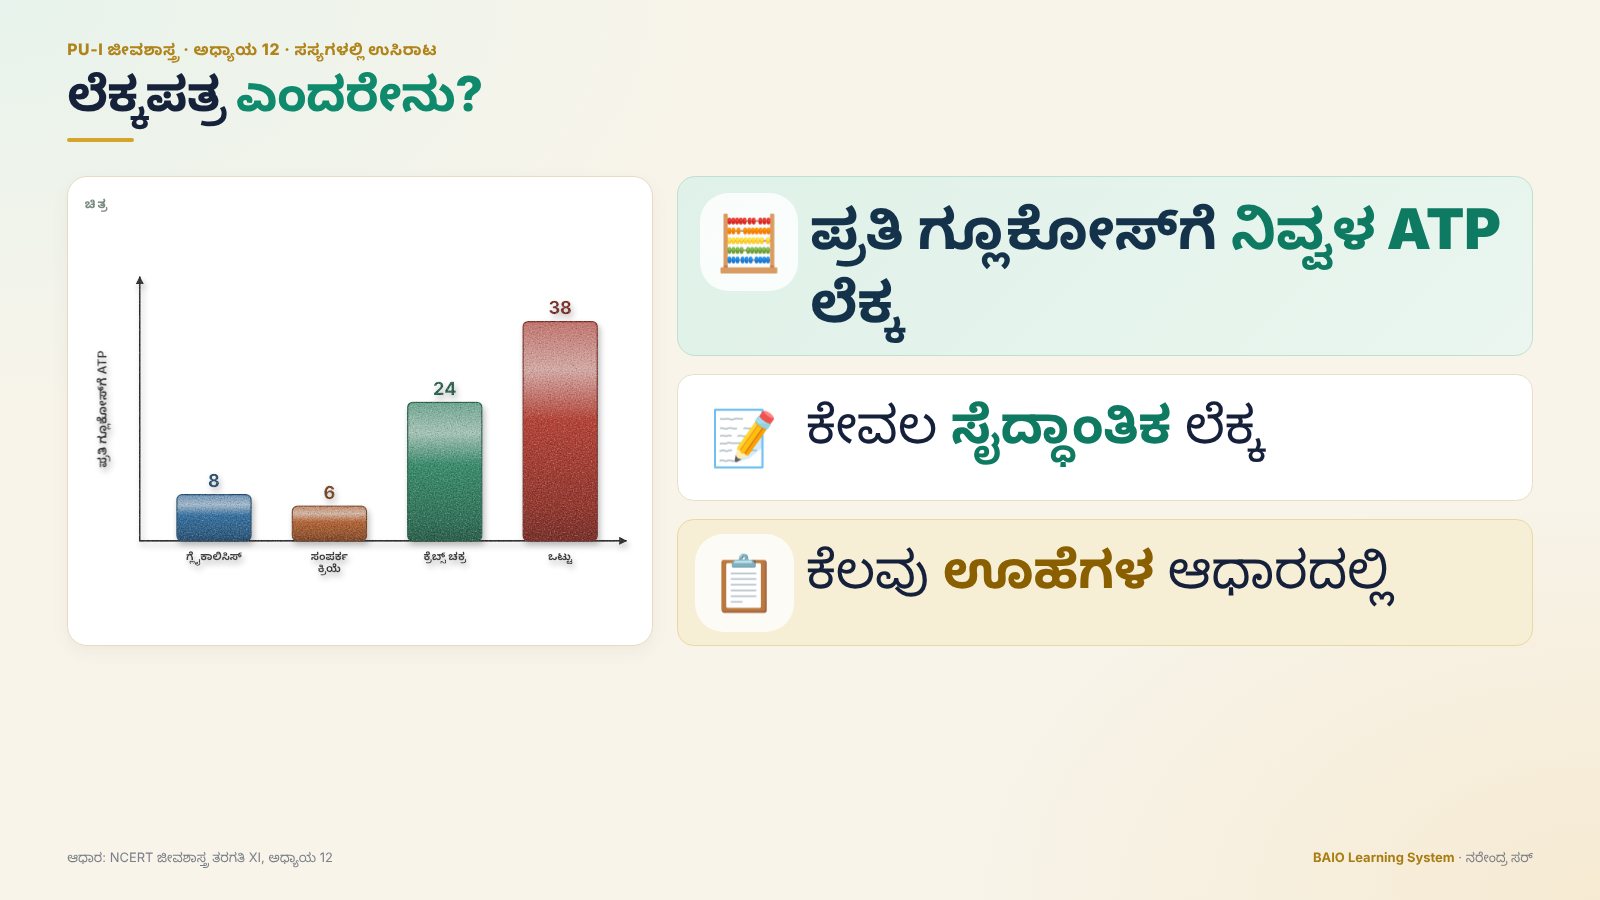 PU-I ಜೀವಶಾಸ್ತ್ರ · ಅಧ್ಯಾಯ 12 · ಸಸ್ಯಗಳಲ್ಲಿ ಉಸಿರಾಟ
ಲೆಕ್ಕಪತ್ರ ಎಂದರೇನು?
ಚಿತ್ರ
ಪ್ರತಿ ಗ್ಲೂಕೋಸ್‌ಗೆ ATP
8
6
24
38
ಗ್ಲೈಕಾಲಿಸಿಸ್
ಸಂಪರ್ಕ
ಕ್ರಿಯೆ
ಕ್ರೆಬ್ಸ್ ಚಕ್ರ
ಒಟ್ಟು
ಪ್ರತಿ ಗ್ಲೂಕೋಸ್‌ಗೆ ನಿವ್ವಳ ATP
ಲೆಕ್ಕ
ಕೇವಲ ಸೈದ್ಧಾಂತಿಕ ಲೆಕ್ಕ
ಕೆಲವು ಊಹೆಗಳ ಆಧಾರದಲ್ಲಿ
ಆಧಾರ: NCERT ಜೀವಶಾಸ್ತ್ರ ತರಗತಿ XI, ಅಧ್ಯಾಯ 12
BAIO Learning System · ನರೇಂದ್ರ ಸರ್